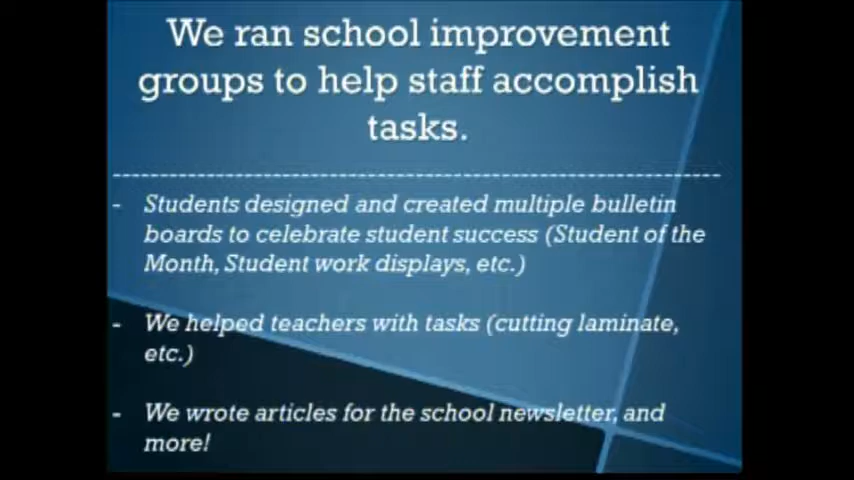 We ran school improvement
groups to help staff accomplish
tasks.
------------------------------------------------------------------
- Students designed and created multiple bulletin
boards to celebrate student success (Student of the
Month, Student work displays, etc.)
- We helped teachers with tasks (cutting laminate,
etc.)
- We wrote articles for the school newsletter, and
more!